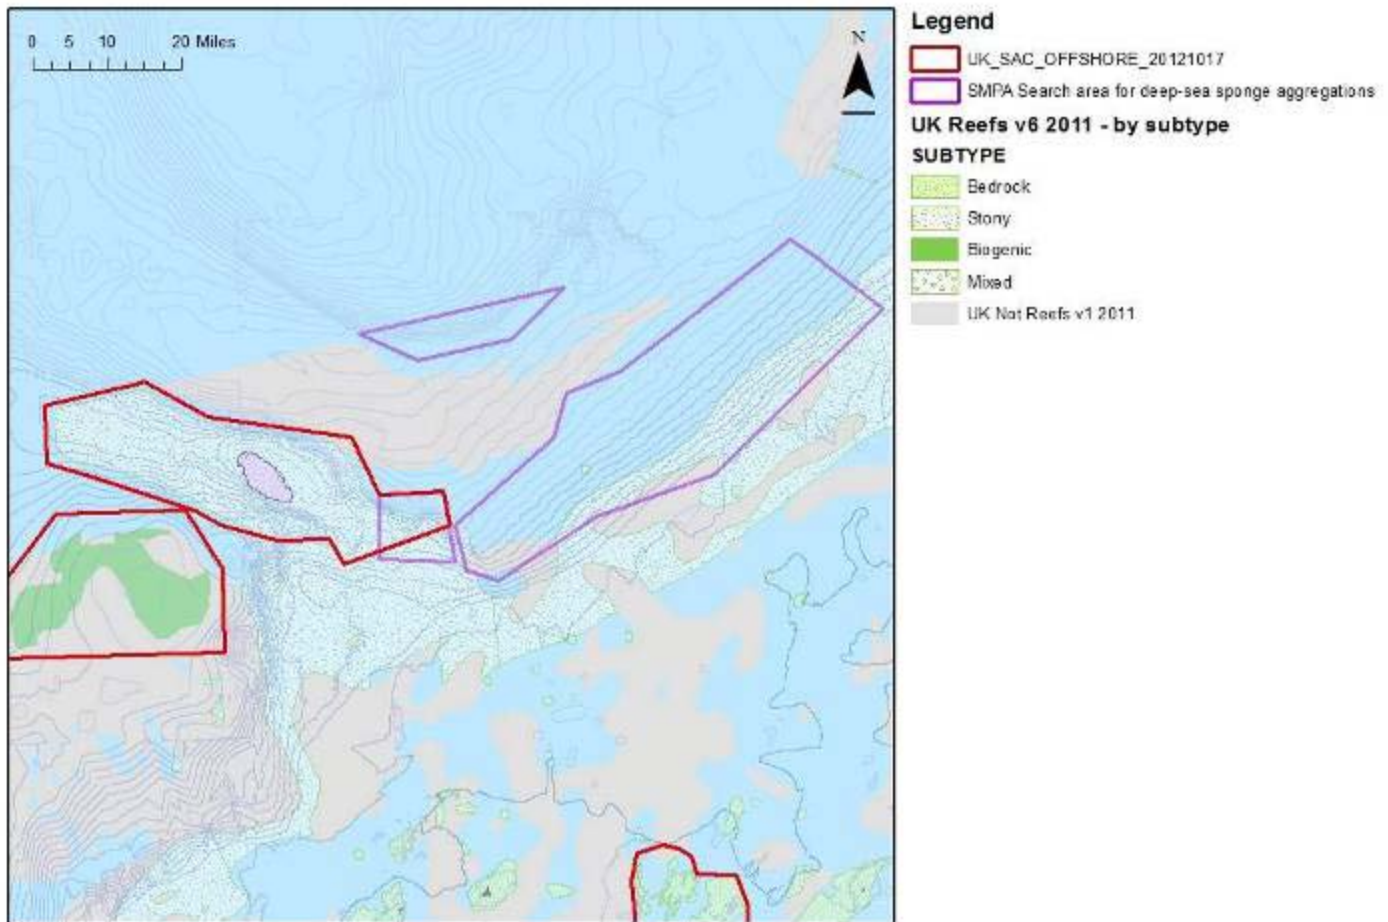 0 5 10 20 Miles
N
Legend
UK_SAC_OFFSHORE_20121017
SMPA Search area for deep-sea sponge aggregations
UK Reefs v6 2011 - by subtype
SUBTYPE
Bedrock
Stony
Biogenic
Mixed
UK Not Reefs v1 2011